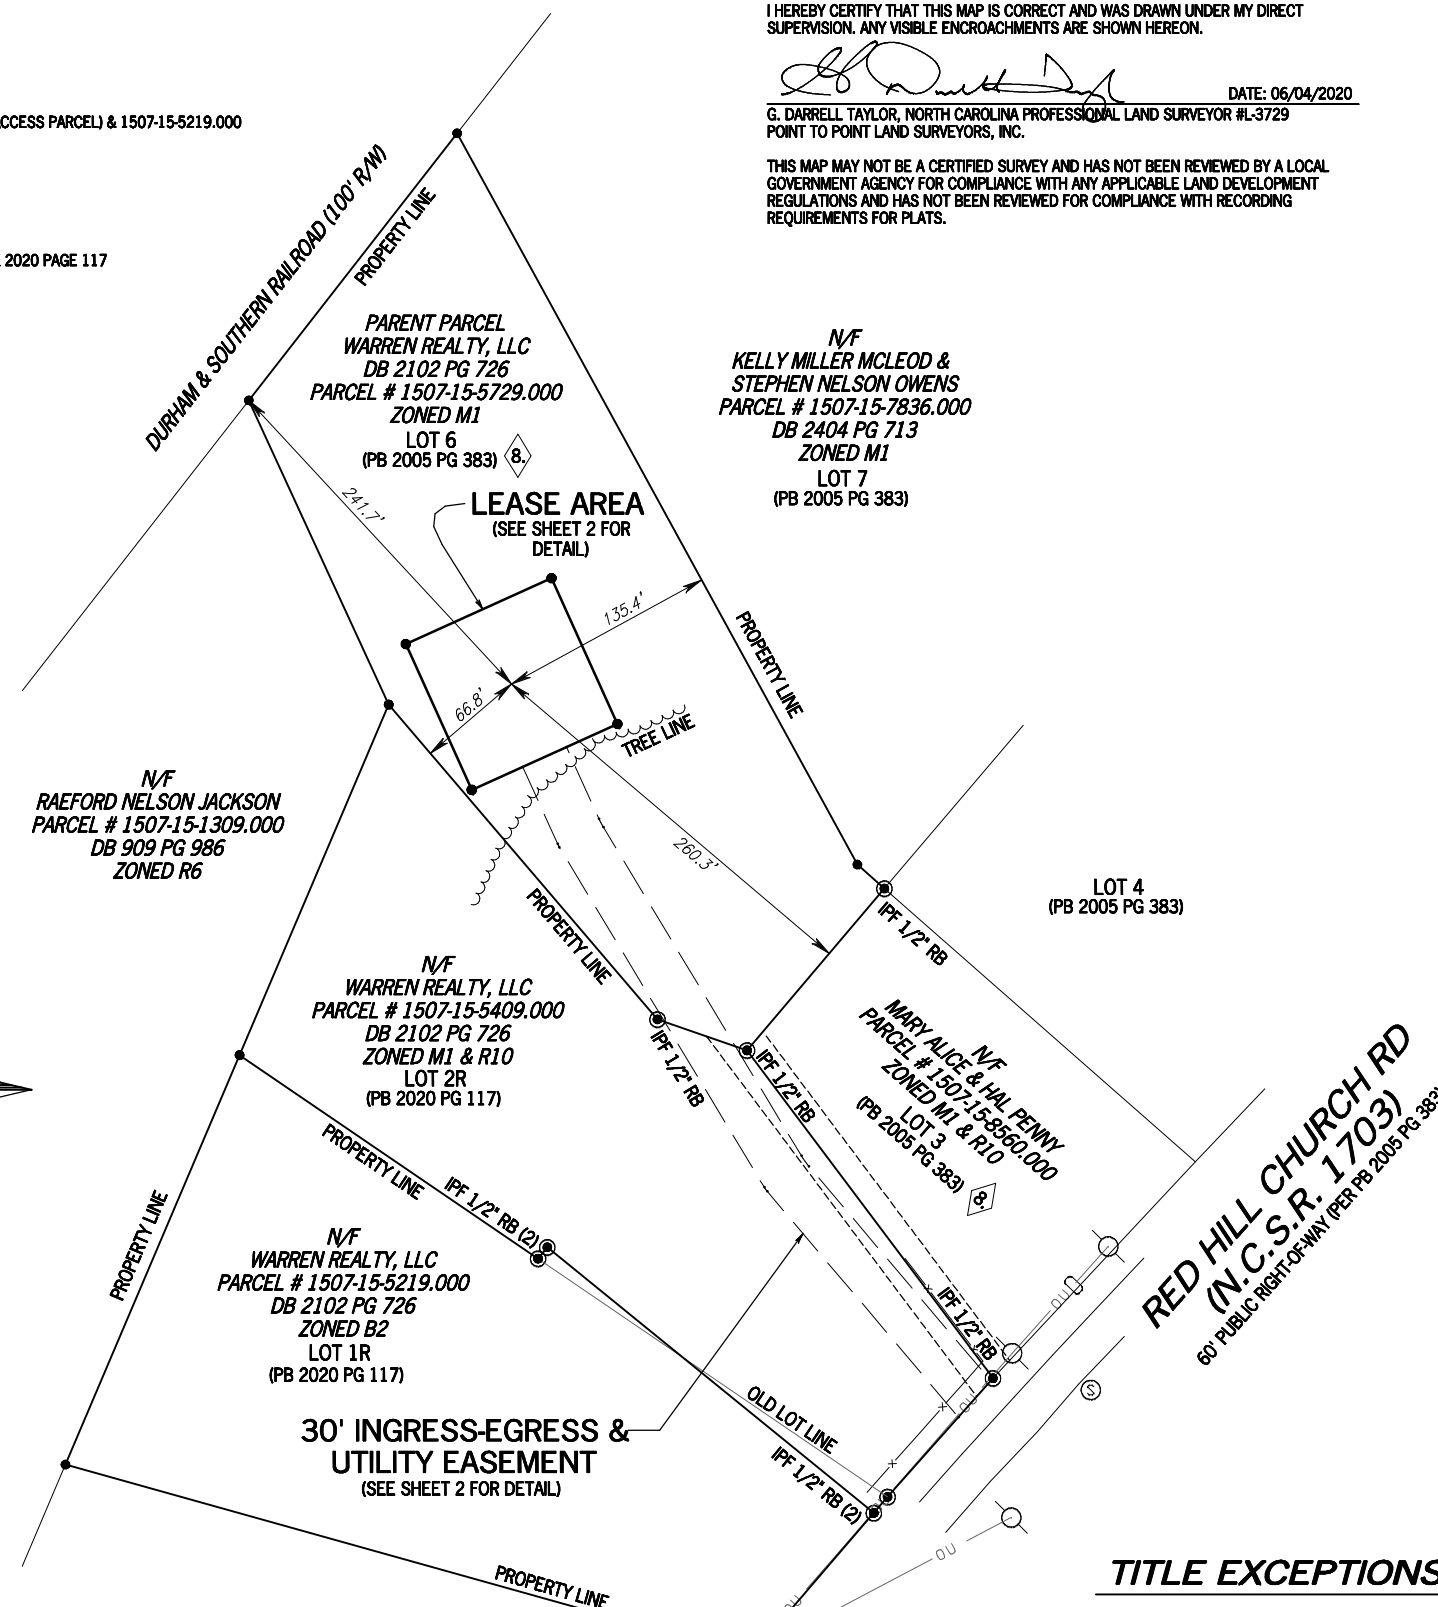 I HEREBY CERTIFY THAT THIS MAP IS CORRECT AND WAS DRAWN UNDER MY DIRECT
SUPERVISION. ANY VISIBLE ENCROACHMENTS ARE SHOWN HEREON.
DATE: 06/04/2020
G. DARRELL TAYLOR, NORTH CAROLINA PROFESSIONAL LAND SURVEYOR #L-3729
POINT TO POINT LAND SURVEYORS, INC.
THIS MAP MAY NOT BE A CERTIFIED SURVEY AND HAS NOT BEEN REVIEWED BY A LOCAL
GOVERNMENT AGENCY FOR COMPLIANCE WITH ANY APPLICABLE LAND DEVELOPMENT
REGULATIONS AND HAS NOT BEEN REVIEWED FOR COMPLIANCE WITH RECORDING
REQUIREMENTS FOR PLATS.
CCESS PARCEL) & 1507-15-5219.000
2020 PAGE 117
DURHAM & SOUTHERN RAILROAD (100' R/W)
PROPERTY LINE
PARENT PARCEL
WARREN REALTY, LLC
DB 2102 PG 726
PARCEL # 1507-15-5729.000
ZONED M1
LOT 6
(PB 2005 PG 383)
8.
N/F
KELLY MILLER MCLEOD &
STEPHEN NELSON OWENS
PARCEL # 1507-15-7836.000
DB 2404 PG 713
ZONED M1
LOT 7
(PB 2005 PG 383)
LEASE AREA
(SEE SHEET 2 FOR
DETAIL)
241.7'
135.4'
66.8'
260.3'
PROPERTY LINE
TREE LINE
N/F
RAEFORD NELSON JACKSON
PARCEL # 1507-15-1309.000
DB 909 PG 986
ZONED R6
LOT 4
(PB 2005 PG 383)
IPF 1/2" RB
PROPERTY LINE
N/F
WARREN REALTY, LLC
PARCEL # 1507-15-5409.000
DB 2102 PG 726
ZONED M1 & R10
LOT 2R
(PB 2020 PG 117)
IPF 1/2" RB
IPF 1/2" RB
N/F
MARY ALICE & HAL PENNY
PARCEL # 1507-15-8560.000
ZONED M1 & R10
LOT 3
(PB 2005 PG 383)
8.
RED HILL CHURCH RD
(N.C.S.R. 1703)
60' PUBLIC RIGHT-OF-WAY (PER PB 2005 PG 383)
PROPERTY LINE
IPF 1/2" RB (2)
PROPERTY LINE
N/F
WARREN REALTY, LLC
PARCEL # 1507-15-5219.000
DB 2102 PG 726
ZONED B2
LOT 1R
(PB 2020 PG 117)
IPF 1/2" RB
OU
OU
S
OLD LOT LINE
IPF 1/2" RB (2)
30' INGRESS-EGRESS &
UTILITY EASEMENT
(SEE SHEET 2 FOR DETAIL)
OU
OU
PROPERTY LINE
TITLE EXCEPTIONS